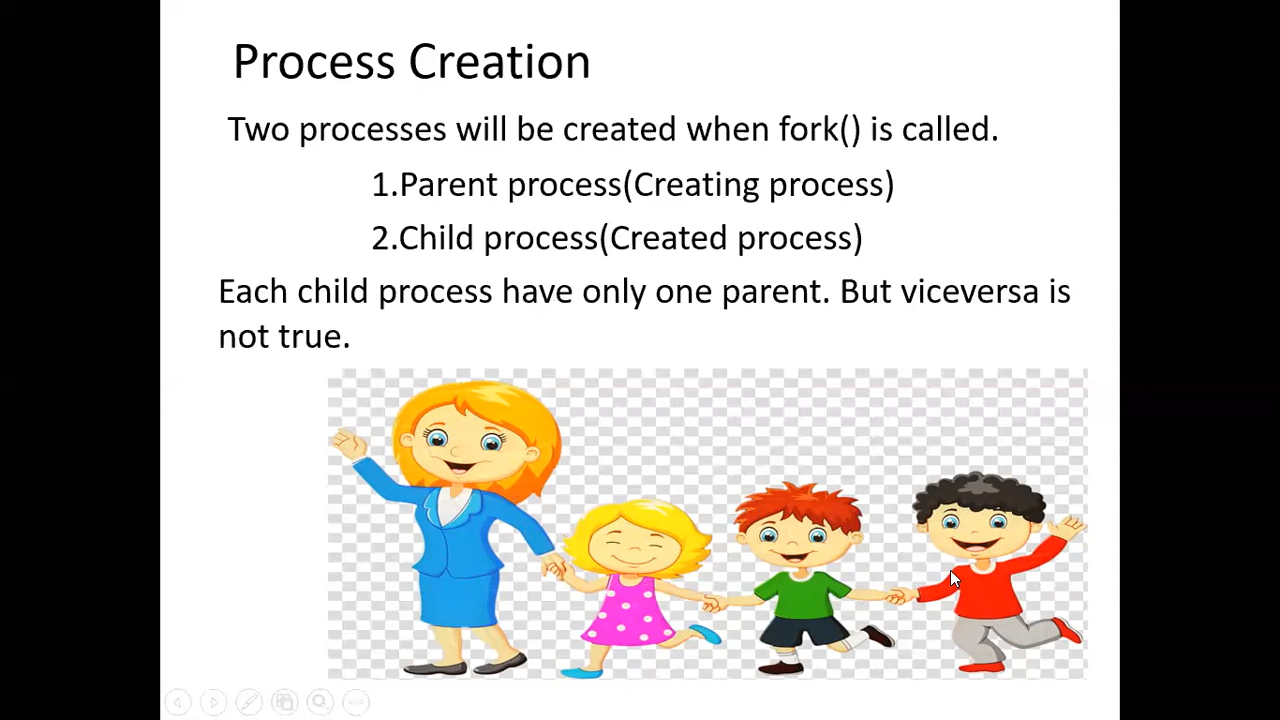 Process Creation
Two processes will be created when fork() is called.
1.Parent process(Creating process)
2.Child process(Created process)
Each child process have only one parent. But viceversa is
not true.